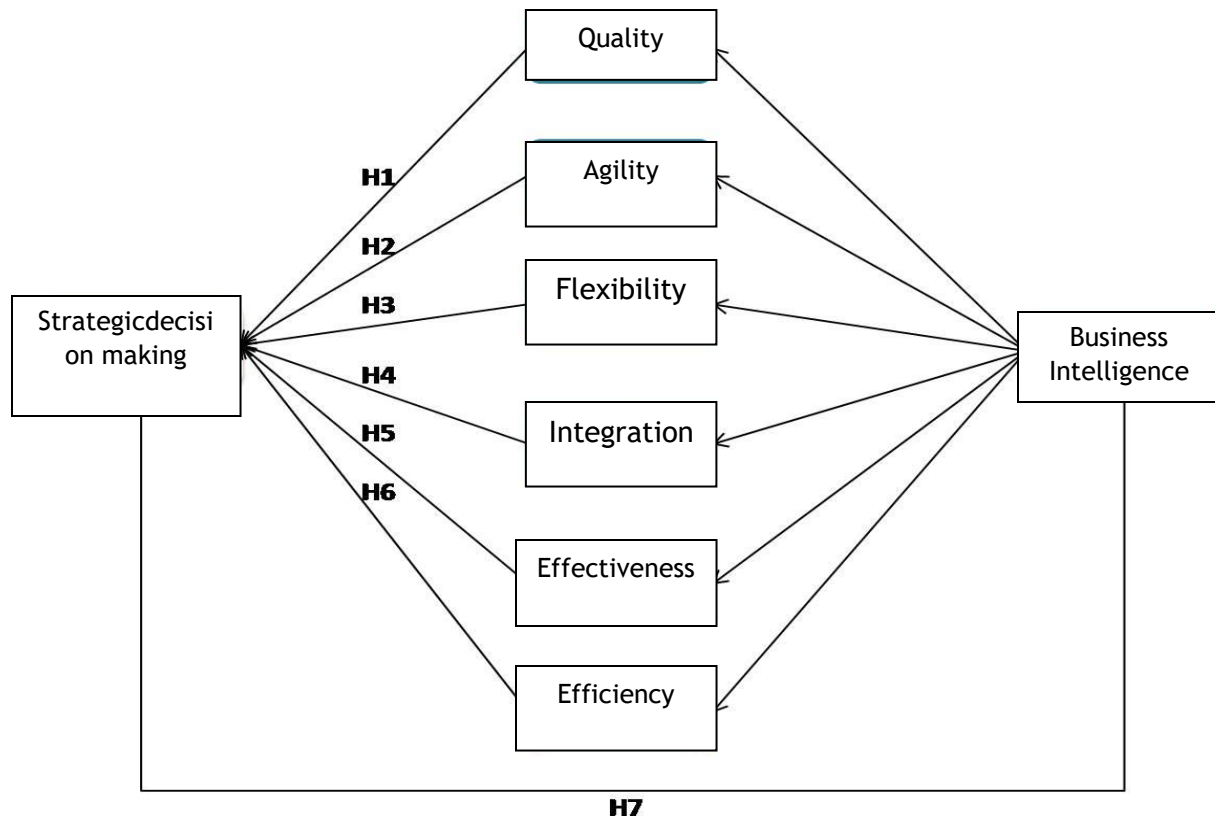 Quality
Agility
H1
H2
Flexibility
H3
Strategicdecisi
on making
Business
Intelligence
H4
Integration
H5
H6
Effectiveness
Efficiency
H7